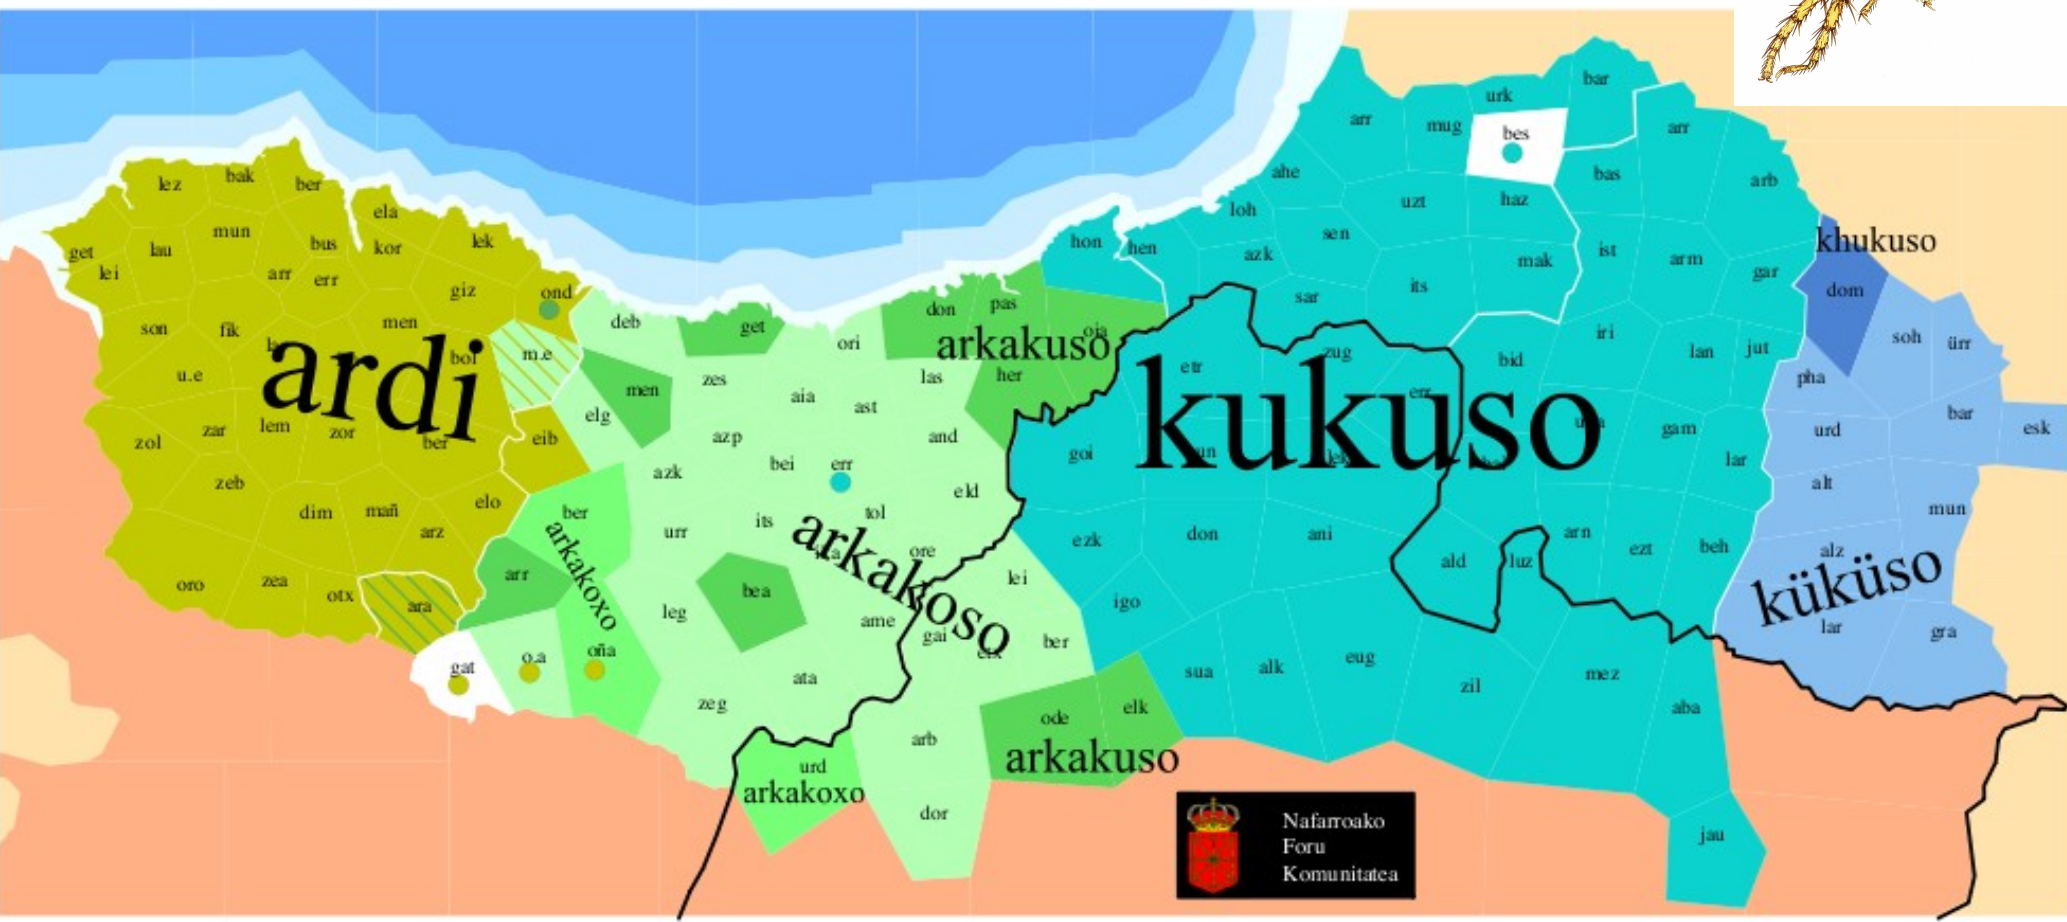 bar
urk
arr
mug
bes
arr
lez
bak
ber
ahe
bas
arb
ela
loh
uzt
haz
mun
sen
get
lau
bus
kor
lek
hon
hen
khukuso
lei
arr
err
azk
mak
ist
arm
gar
giz
ond
sar
its
dom
son
fik
men
deb
get
don
pas
oia
iri
soh
ürr
ardi
bol
m.e
ori
arkakuso
etr
zug
bid
lan
jut
u.e
men
zes
las
her
err
pha
kukuso
elg
aia
ast
bar
zol
zar
lem
zor
ber
eib
azp
and
goi
gam
urd
esk
zeb
azk
bei
err
lar
eld
alt
dim
mañ
elo
ber
its
tol
mun
arz
arkakoxo
urr
arkakoso
ore
ezk
don
ani
arn
ezt
beh
alz
oro
zea
otx
ara
arr
bea
lei
ald
luz
küküso
leg
ame
gai
ber
igo
lar
gra
gat
o.a
oña
ata
sua
alk
eug
zil
mez
zeg
ode
elk
aba
arb
urd
arkakoxo
arkakuso
dor
jau
Nafarroako
Foru
Komunitatea